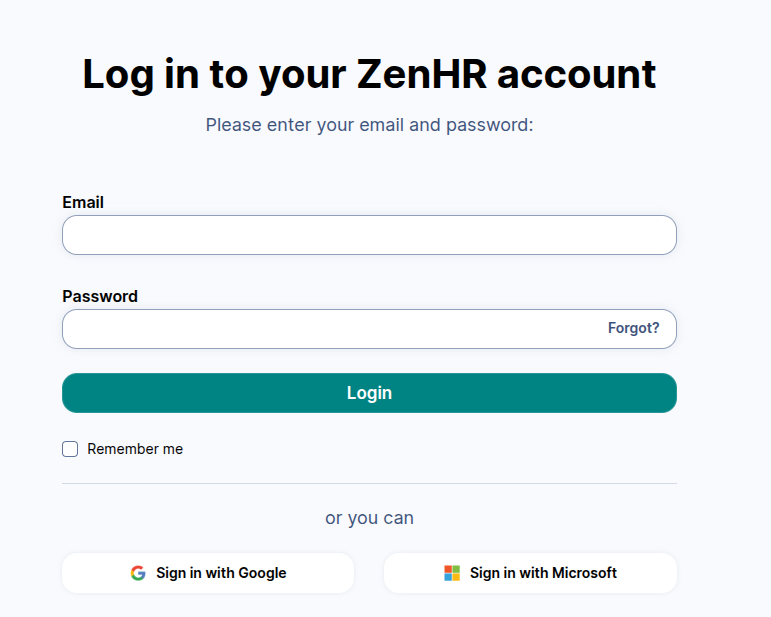 Log in to your ZenHR account
Please enter your email and password:
Email
Password
Forgot?
Login
Remember me
or you can
Sign in with Google
Sign in with Microsoft